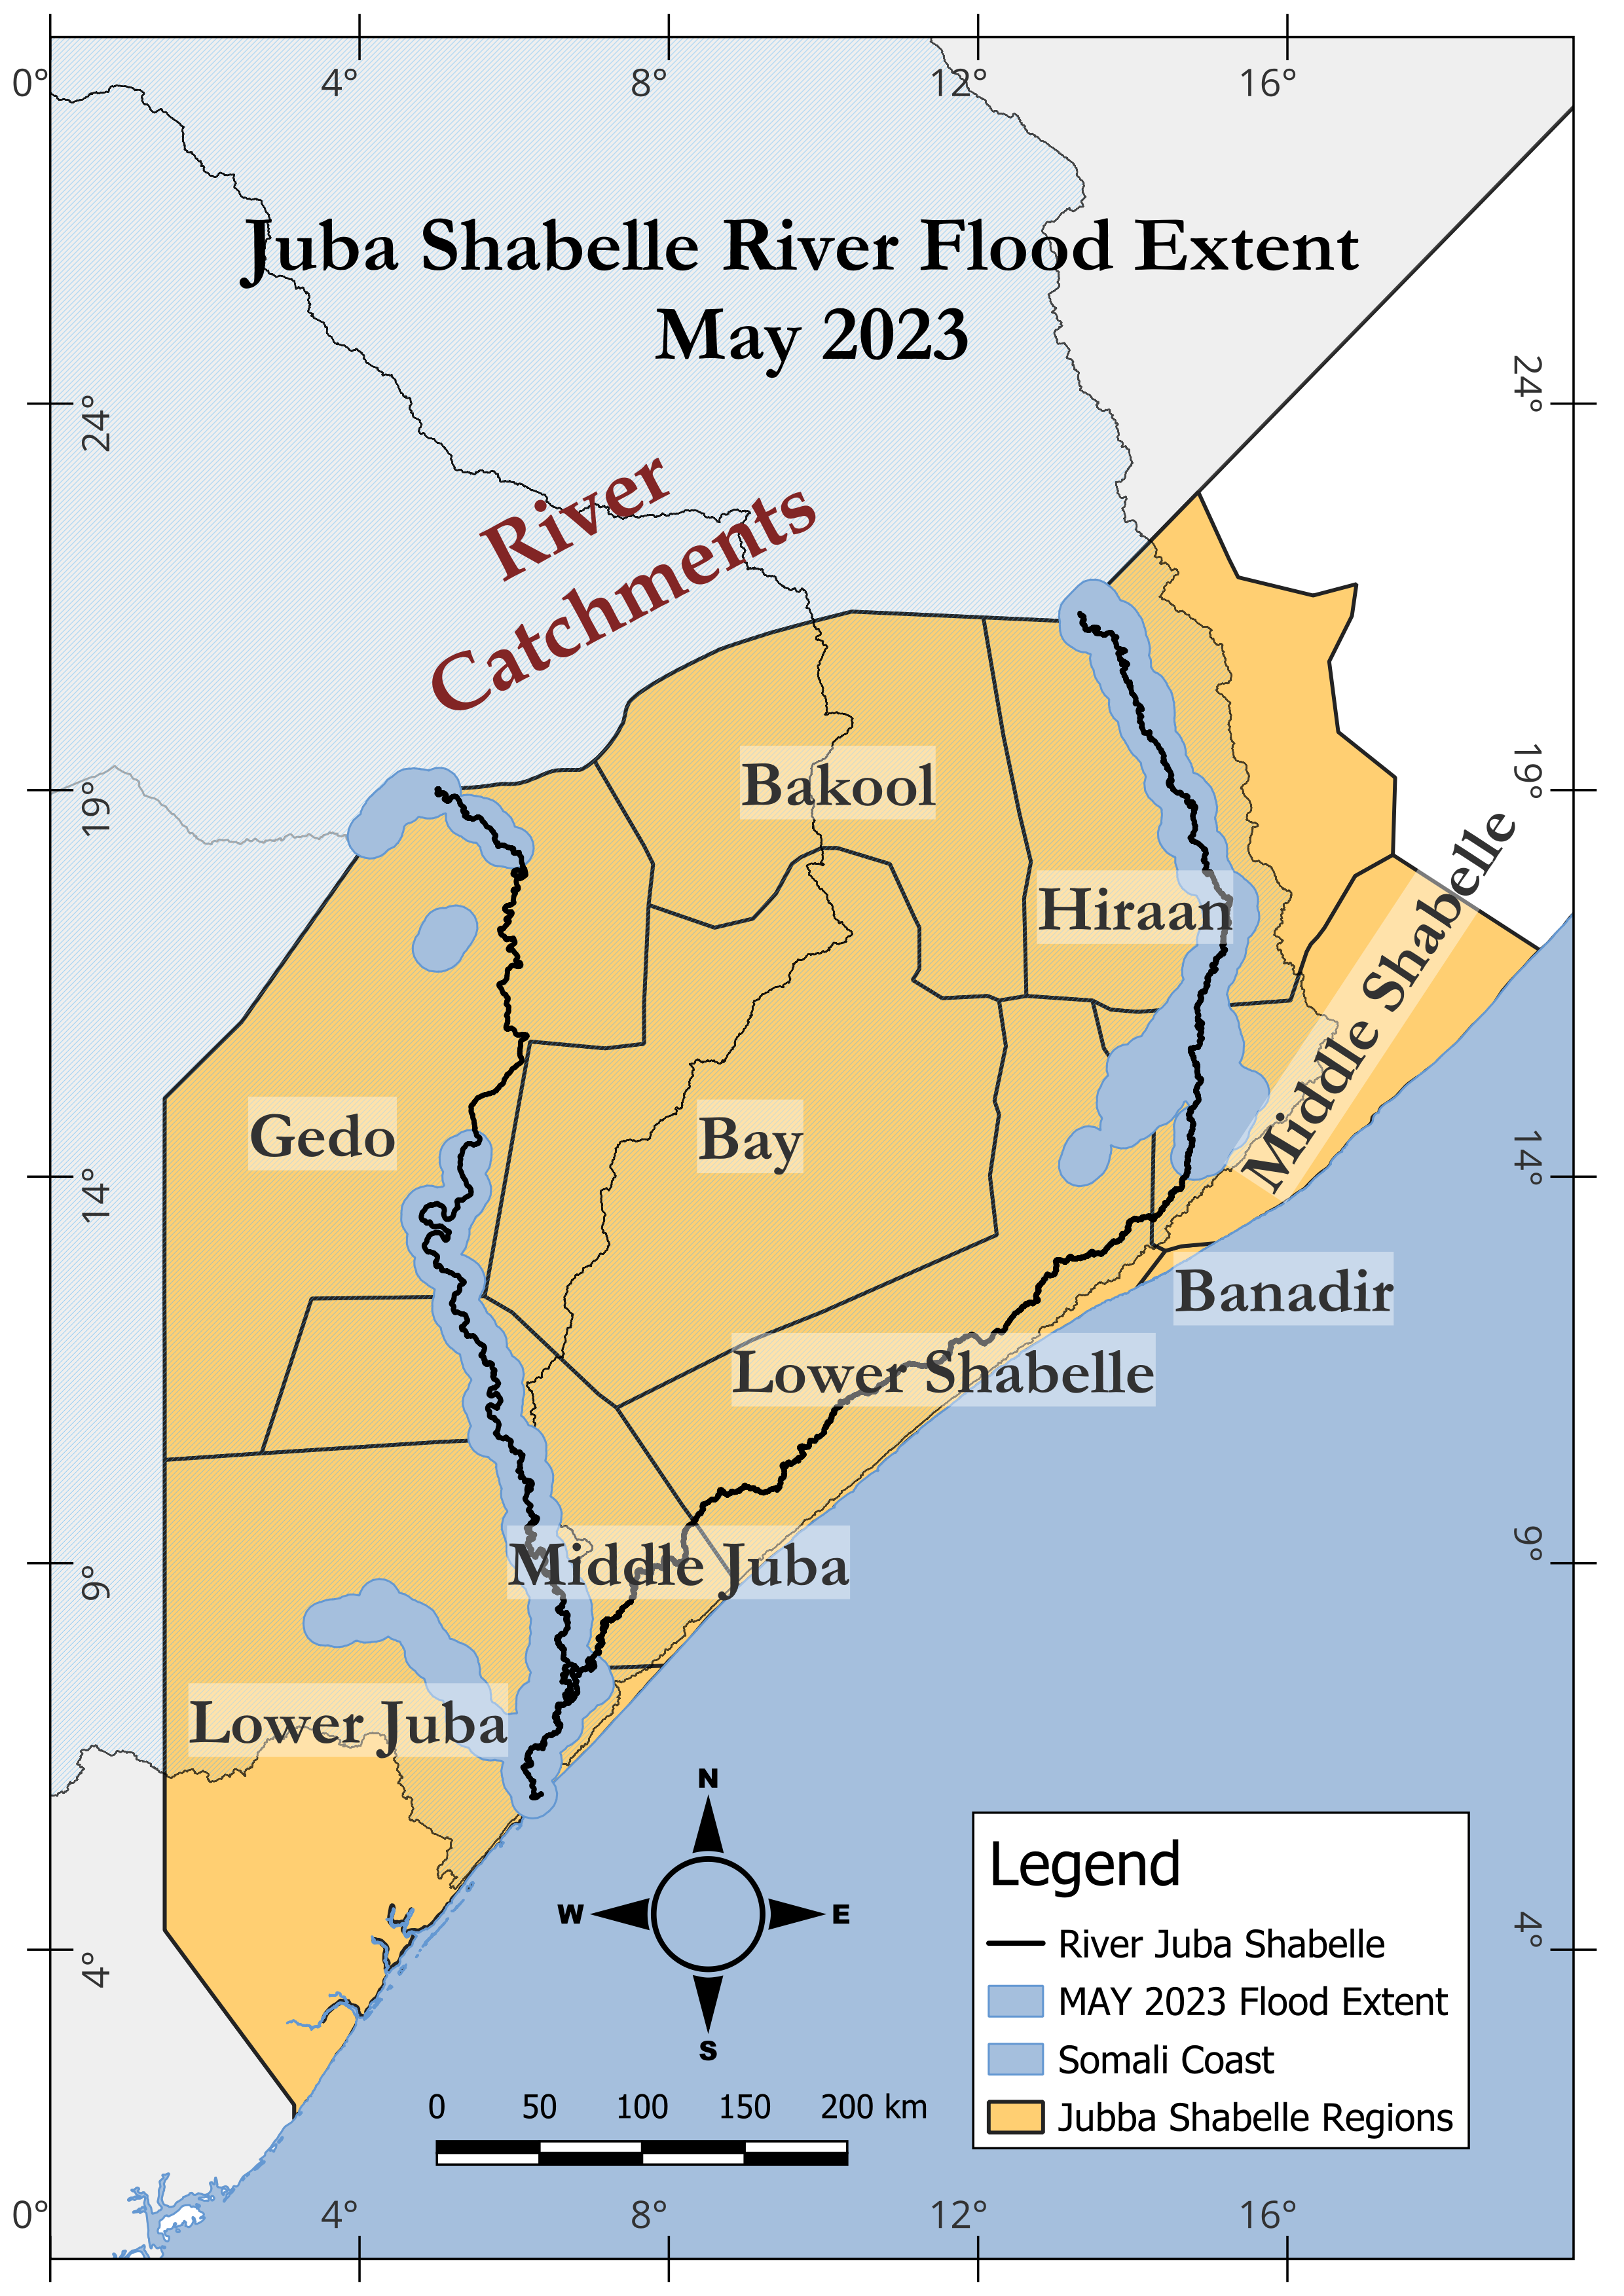 0° 4° 8° 12° 16°
Juba Shabelle River Flood Extent
May 2023
24° 24°
River
Catchments
19° 19°
Bakool
Hiraan
Middle Shabelle
Gedo
Bay
14° 14°
Banadir
Lower Shabelle
9° 9°
Middle Juba
Lower Juba
N
W E
S
4° 4°
Legend
River Juba Shabelle
MAY 2023 Flood Extent
Somali Coast
Jubba Shabelle Regions
0 50 100 150 200 km
0° 4° 8° 12° 16°